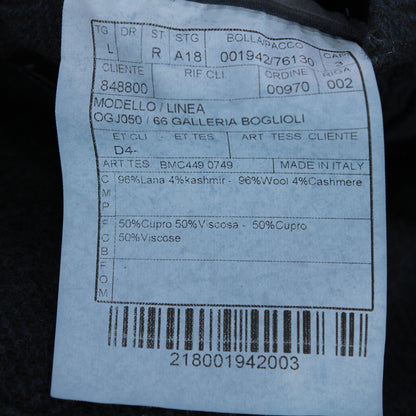 TG DR ST STG BOLLA/PACCO CAPI
L R A18 001942/76130 3
CLIENTE RIF.CLI ORDINE RIGA
848800 00970 002
MODELLO / LINEA
OGJ050 / 66 GALLERIA BOGLIOLI
ET CLI ET TES ART TESS CLIENTE
D4-
ART TES BMC449 0749 MADE IN ITALY
C M P 96%Lana 4%kashmir - 96%Wool 4%Cashmere
F C B 50%Cupro 50%Viscosa - 50%Cupro
50%Viscose
F O M
218001942003